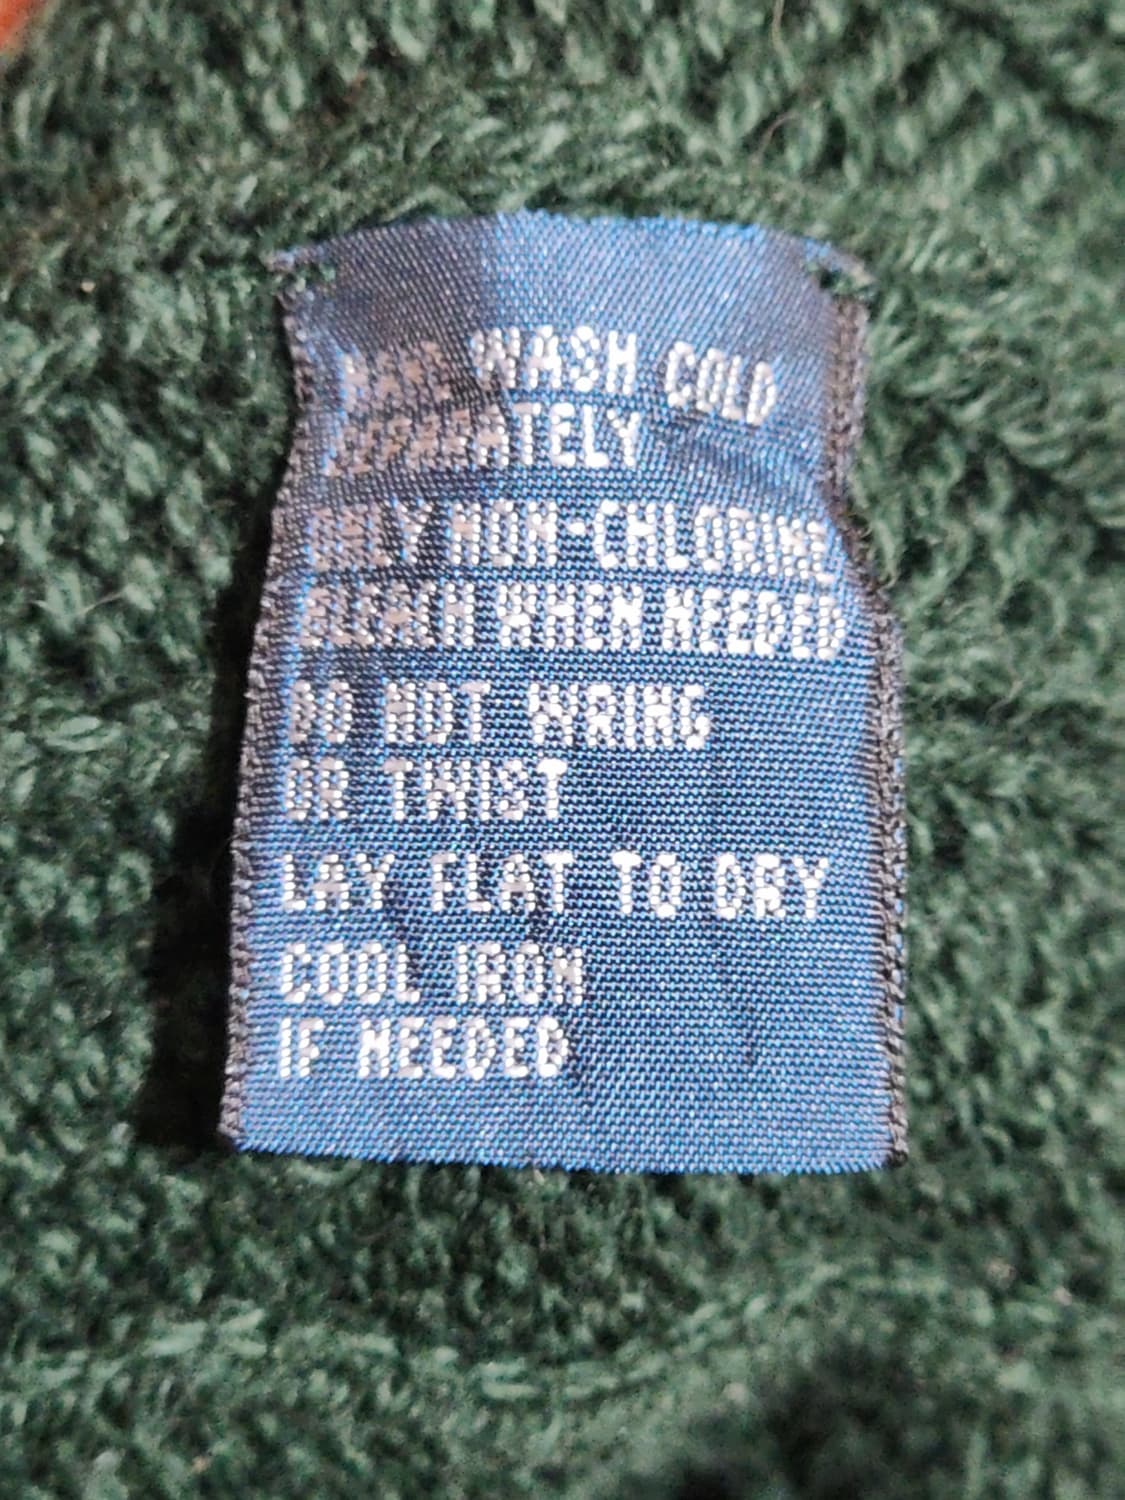 WASH COLD
SEPARATELY
ONLY NON-CHLORINE
BLEACH WHEN NEEDED
DO NOT WRING
OR TWIST
LAY FLAT TO DRY
COOL IRON
IF NEEDED